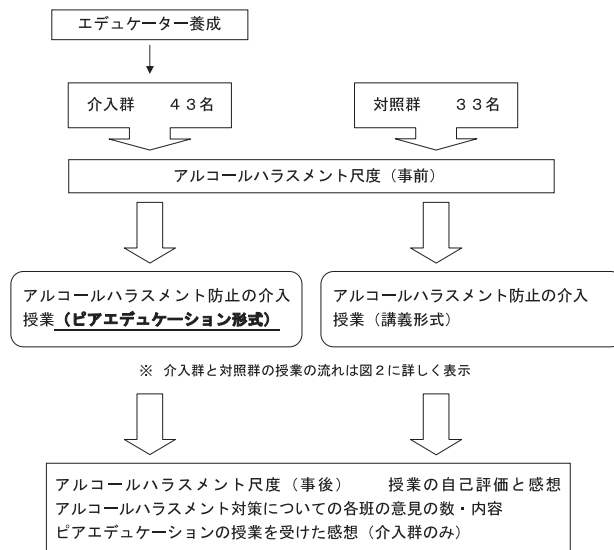 エデュケーター養成
介入群　４３名
対照群　３３名
アルコールハラスメント尺度（事前）
アルコールハラスメント防止の介入
授業（ピアエデュケーション形式）
アルコールハラスメント防止の介入
授業（講義形式）
※　介入群と対照群の授業の流れは図２に詳しく表示
アルコールハラスメント尺度（事後）　　授業の自己評価と感想
アルコールハラスメント対策についての各班の意見の数・内容
ピアエデュケーションの授業を受けた感想（介入群のみ）